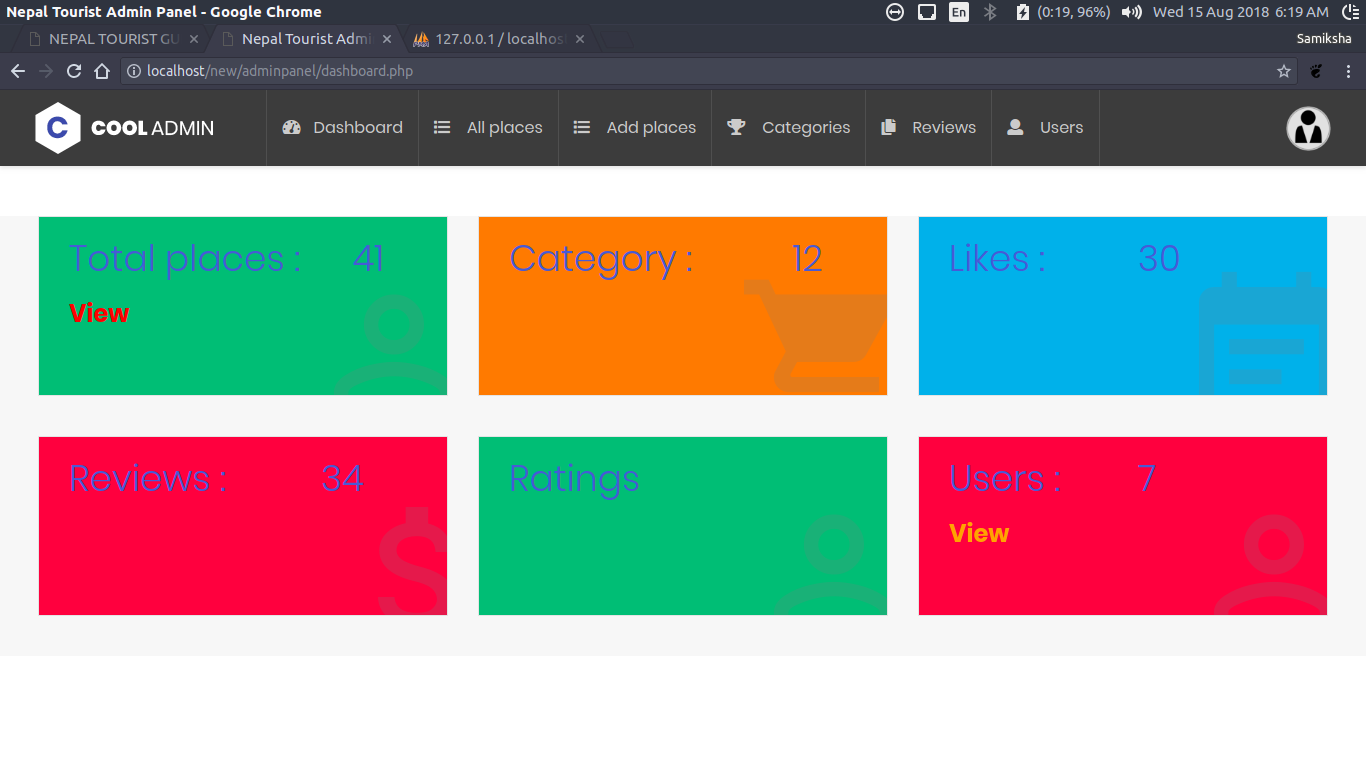 Nepal Tourist Admin Panel - Google Chrome
En (0:19, 96%) Wed 15 Aug 2018 6:19 AM
NEPAL TOURIST GU Nepal Tourist Admi 127.0.0.1 / localhos Samiksha
localhost/new/adminpanel/dashboard.php
C COOL ADMIN Dashboard All places Add places Categories Reviews Users
Total places : 41 Category : 12 Likes : 30
View
Reviews : 34 Ratings Users : 7
View